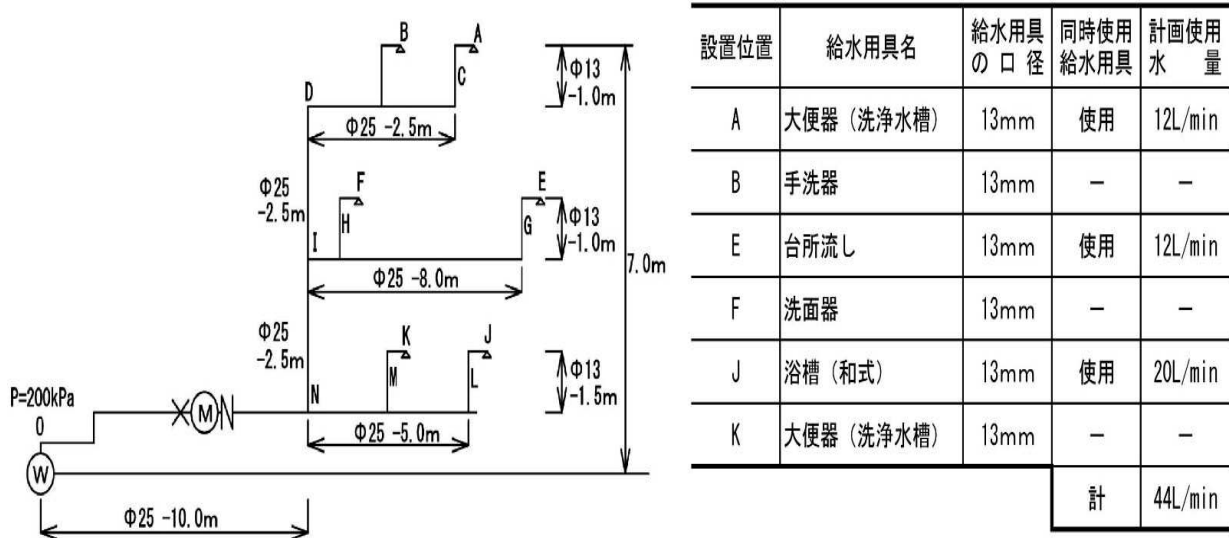 B
A
C
D
Φ13
-1.0m
Φ25 -2.5m
Φ25
-2.5m
F
E
H
G
I
Φ13
-1.0m
7.0m
Φ25 -8.0m
Φ25
-2.5m
K
J
M
L
N
Φ13
-1.5m
P=200kPa
O
M
Φ25 -5.0m
W
Φ25 -10.0m
設置位置 給水用具名 給水用具の口径 同時使用給水用具 計画使用水量
A 大便器（洗浄水槽） 13mm 使用 12L/min
B 手洗器 13mm － －
E 台所流し 13mm 使用 12L/min
F 洗面器 13mm － －
J 浴槽（和式） 13mm 使用 20L/min
K 大便器（洗浄水槽） 13mm － －
計 44L/min